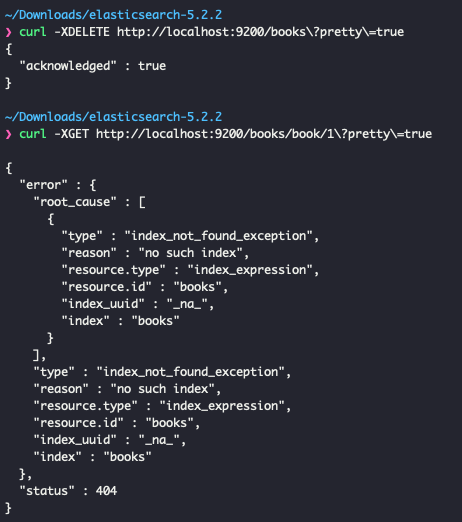 ~/Downloads/elasticsearch-5.2.2
❯ curl -XDELETE http://localhost:9200/books\?pretty\=true
{
  "acknowledged" : true
}
~/Downloads/elasticsearch-5.2.2
❯ curl -XGET http://localhost:9200/books/book/1\?pretty\=true
{
  "error" : {
    "root_cause" : [
      {
        "type" : "index_not_found_exception",
        "reason" : "no such index",
        "resource.type" : "index_expression",
        "resource.id" : "books",
        "index_uuid" : "_na_",
        "index" : "books"
      }
    ],
    "type" : "index_not_found_exception",
    "reason" : "no such index",
    "resource.type" : "index_expression",
    "resource.id" : "books",
    "index_uuid" : "_na_",
    "index" : "books"
  },
  "status" : 404
}